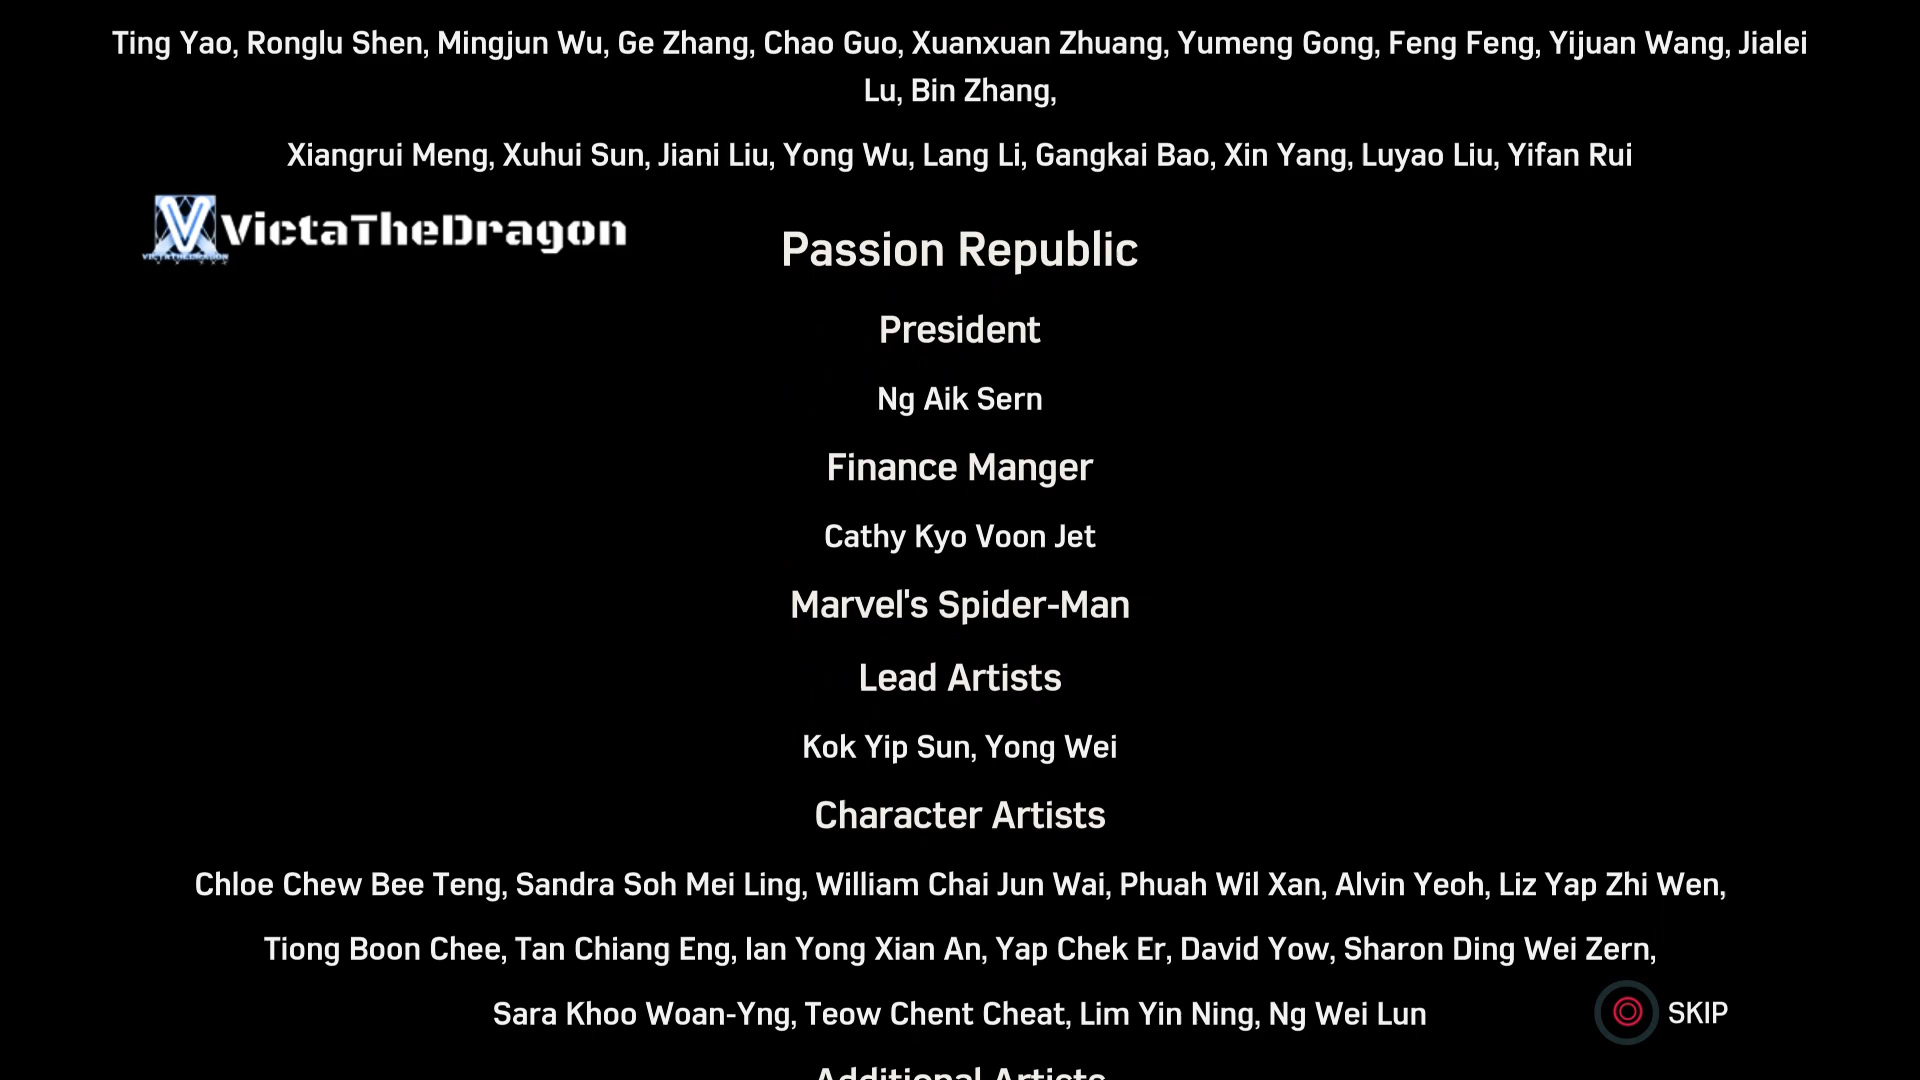 Ting Yao, Ronglu Shen, Mingjun Wu, Ge Zhang, Chao Guo, Xuanxuan Zhuang, Yumeng Gong, Feng Feng, Yijuan Wang, Jialei
Lu, Bin Zhang,
Xiangrui Meng, Xuhui Sun, Jiani Liu, Yong Wu, Lang Li, Gangkai Bao, Xin Yang, Luyao Liu, Yifan Rui
VictaTheDragon
VICTATHEDRAGON
Passion Republic
President
Ng Aik Sern
Finance Manger
Cathy Kyo Voon Jet
Marvel's Spider-Man
Lead Artists
Kok Yip Sun, Yong Wei
Character Artists
Chloe Chew Bee Teng, Sandra Soh Mei Ling, William Chai Jun Wai, Phuah Wil Xan, Alvin Yeoh, Liz Yap Zhi Wen,
Tiong Boon Chee, Tan Chiang Eng, Ian Yong Xian An, Yap Chek Er, David Yow, Sharon Ding Wei Zern,
Sara Khoo Woan-Yng, Teow Chent Cheat, Lim Yin Ning, Ng Wei Lun
SKIP
Additional Artists